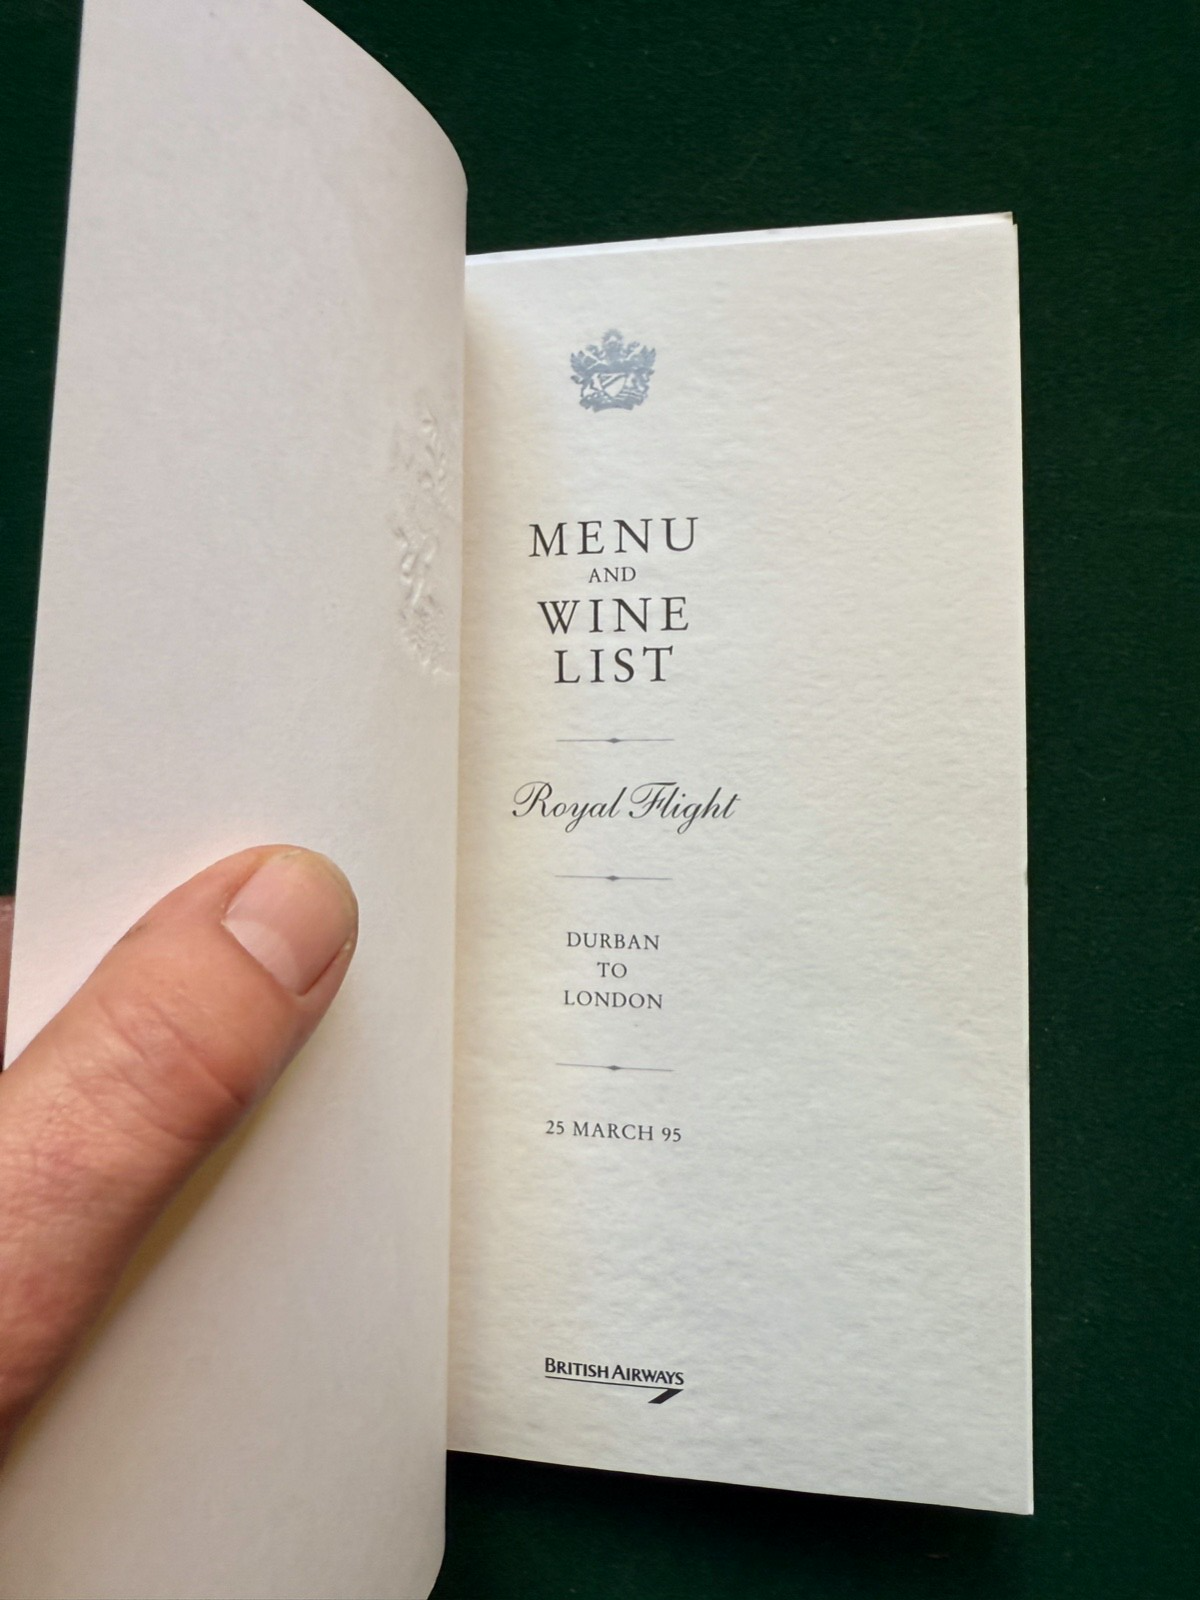 MENU
AND
WINE
LIST
Royal Flight
DURBAN
TO
LONDON
25 MARCH 95
BRITISH AIRWAYS